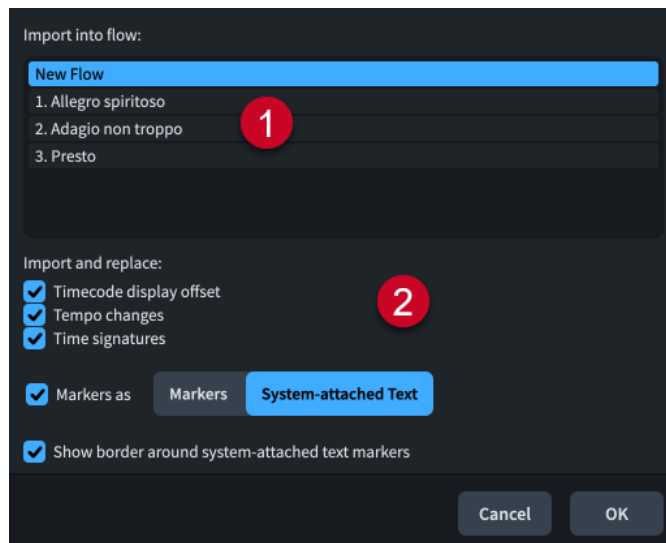 Import into flow:
New Flow
1. Allegro spiritoso
2. Adagio non troppo
1
3. Presto
Import and replace:
Timecode display offset
Tempo changes
2
Time signatures
Markers as Markers System-attached Text
Show border around system-attached text markers
Cancel OK